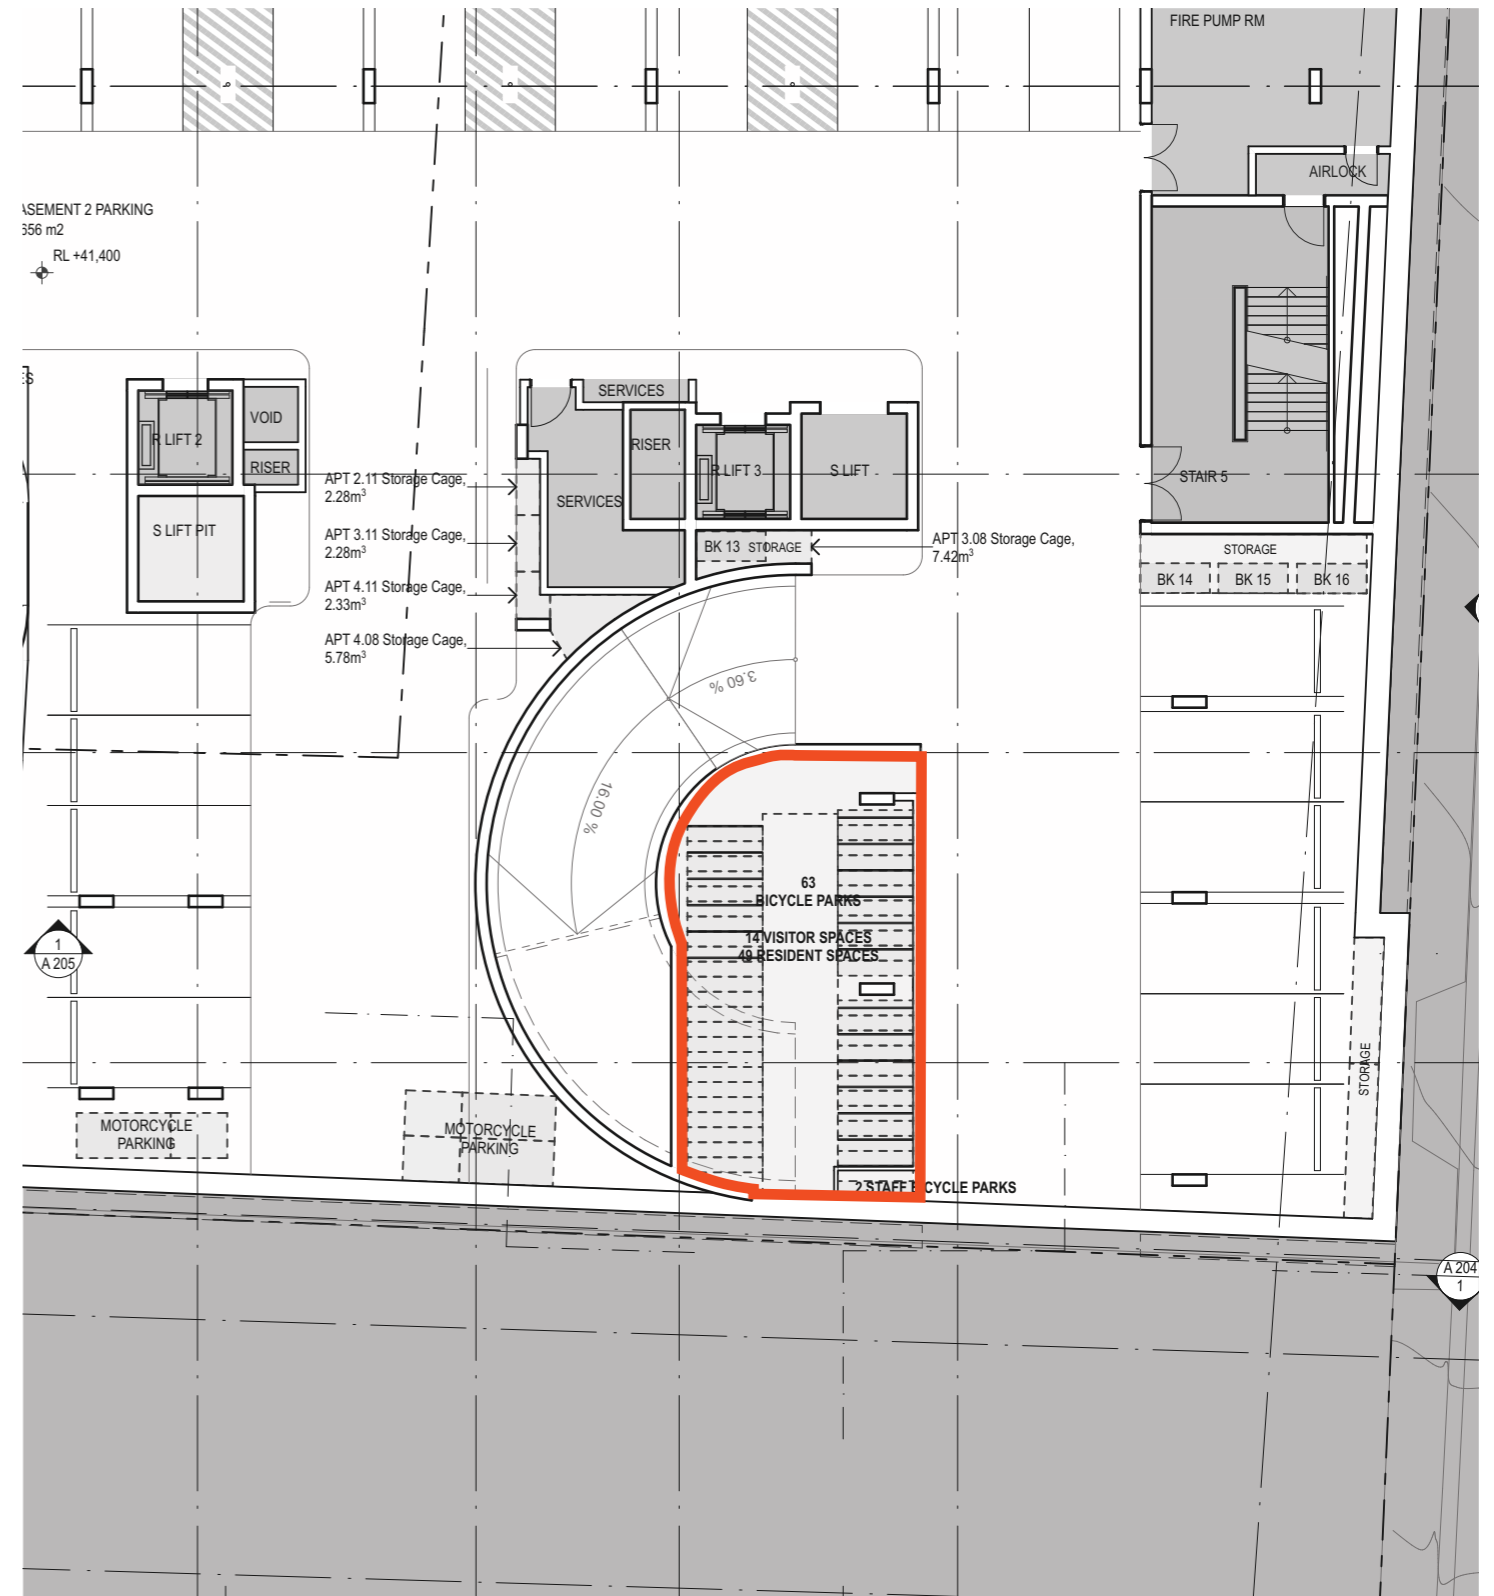 FIRE PUMP RM
AIRLOCK
ASEMENT 2 PARKING
656 m2
RL +41,400
VOID
R LIFT 2
RISER
S LIFT PIT
SERVICES
RISER
R LIFT 3
S LIFT
SERVICES
STAIR 5
APT 2.11 Storage Cage,
2.28m³
APT 3.11 Storage Cage,
2.28m³
APT 4.11 Storage Cage,
2.33m³
APT 4.08 Storage Cage,
5.78m³
BK 13
STORAGE
APT 3.08 Storage Cage,
7.42m³
STORAGE
BK 14
BK 15
BK 16
3.60 %
16.00 %
63
BICYCLE PARKS
14 VISITOR SPACES
49 RESIDENT SPACES
1
A 205
MOTORCYCLE
PARKING
MOTORCYCLE
PARKING
STORAGE
2 STAFF BICYCLE PARKS
A 204
1